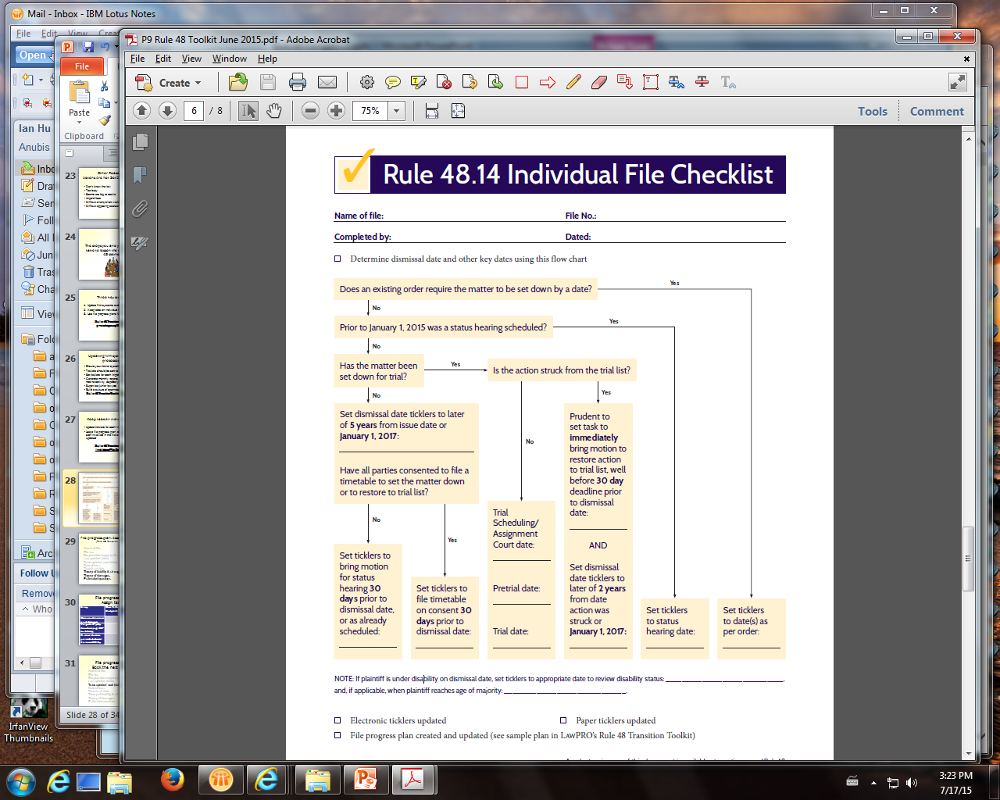 Mail - Inbox - IBM Lotus Notes
File Edit View Crea
Open
P9 Rule 48 Toolkit June 2015.pdf - Adobe Acrobat
File Edit View Window Help
Create
6 / 8
75%
Tools Comment
File
Paste
Clipboard
Ian Hu
Anubis
Inbo
Draf
Sen
Foll
All
Jun
Tras
Cha
View
Fold
Arc
Follow U
Remove
Who
23
24
25
26
27
28
29
30
31
Slide 28 of 34
Rule 48.14 Individual File Checklist
Name of file: File No.:
Completed by: Dated:
Determine dismissal date and other key dates using this flow chart
Does an existing order require the matter to be set down by a date?
Yes
No
Prior to January 1, 2015 was a status hearing scheduled?
Yes
No
Has the matter been
set down for trial?
Yes
Is the action struck from the trial list?
No
Yes
Set dismissal date ticklers to later
of 5 years from issue date or
January 1, 2017:
Have all parties consented to file a
timetable to set the matter down
or to restore to trial list?
No
Yes
No
Prudent to
set task to
immediately
bring motion to
restore action
to trial list, well
before 30 day
deadline prior
to dismissal
date:
AND
Set dismissal
date ticklers to
later of 2 years
from date
action was
struck or
January 1, 2017:
Trial
Scheduling/
Assignment
Court date:
Pretrial date:
Trial date:
Set ticklers to
bring motion
for status
hearing 30
days prior to
dismissal date,
or as already
scheduled:
Set ticklers to
file timetable
on consent 30
days prior to
dismissal date:
Set ticklers
to status
hearing date:
Set ticklers
to date(s) as
per order:
NOTE: If plaintiff is under disability on dismissal date, set ticklers to appropriate date to review disability status:
and, if applicable, when plaintiff reaches age of majority:
Electronic ticklers updated Paper ticklers updated
File progress plan created and updated (see sample plan in LAWPRO's Rule 48 Transition Toolkit)
IrfanView
Thumbnails
3:23 PM
7/17/15